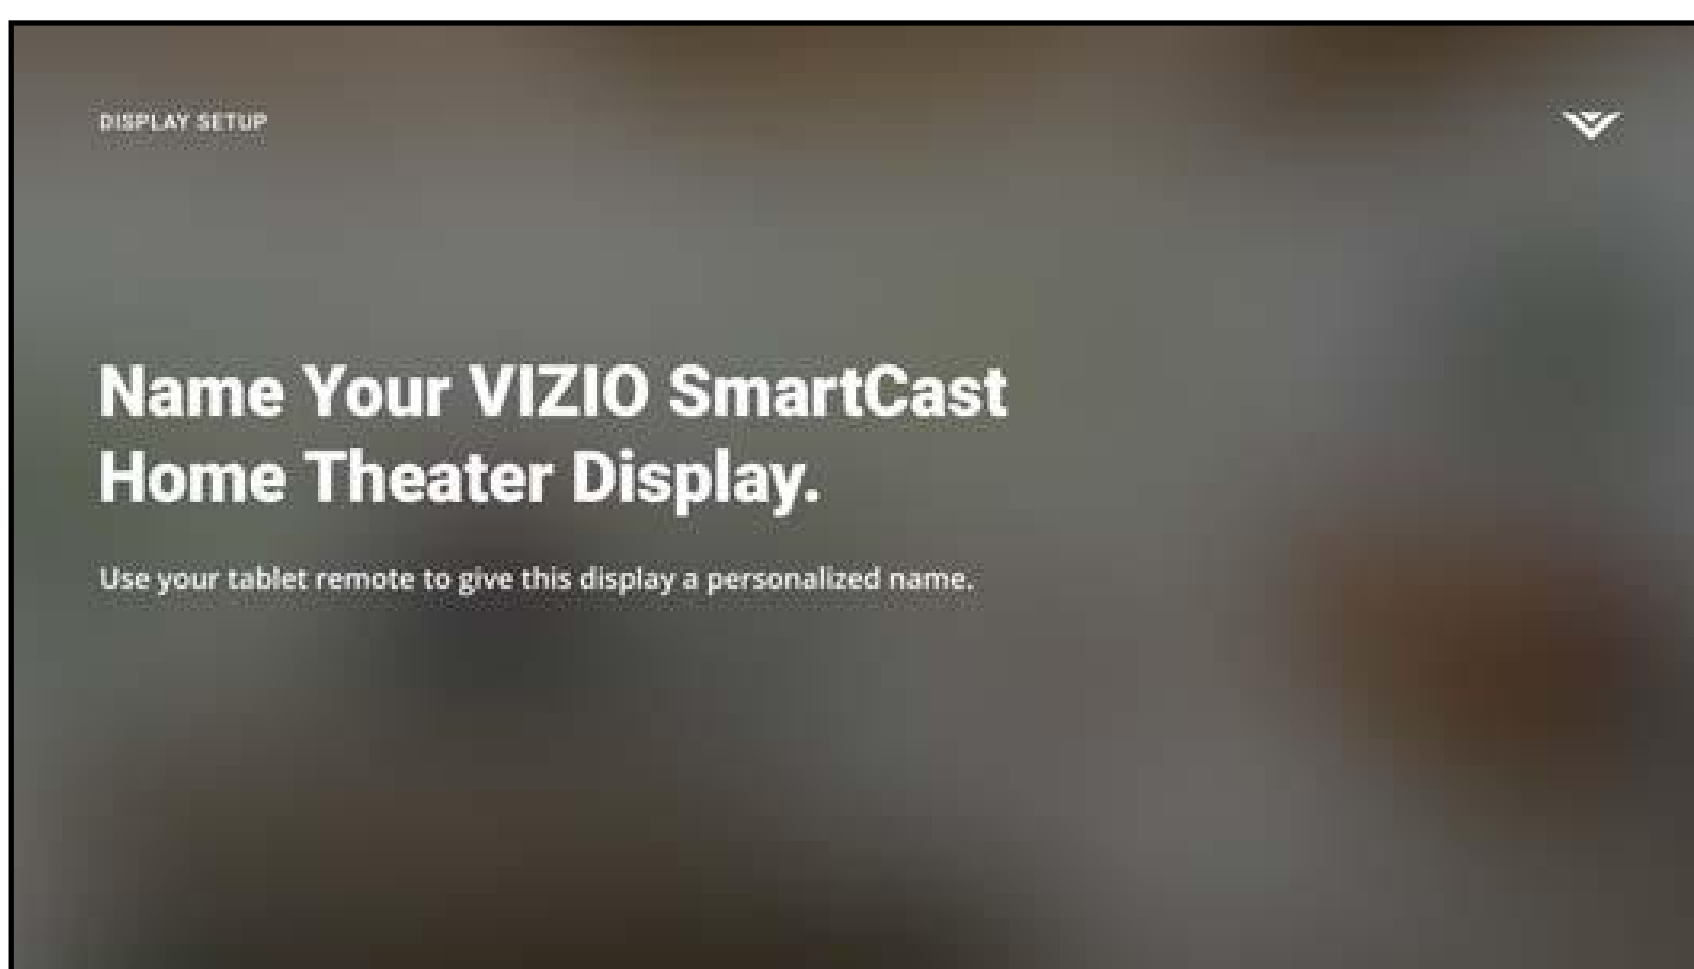 DISPLAY SETUP
Name Your VIZIO SmartCast
Home Theater Display.
Use your tablet remote to give this display a personalized name.